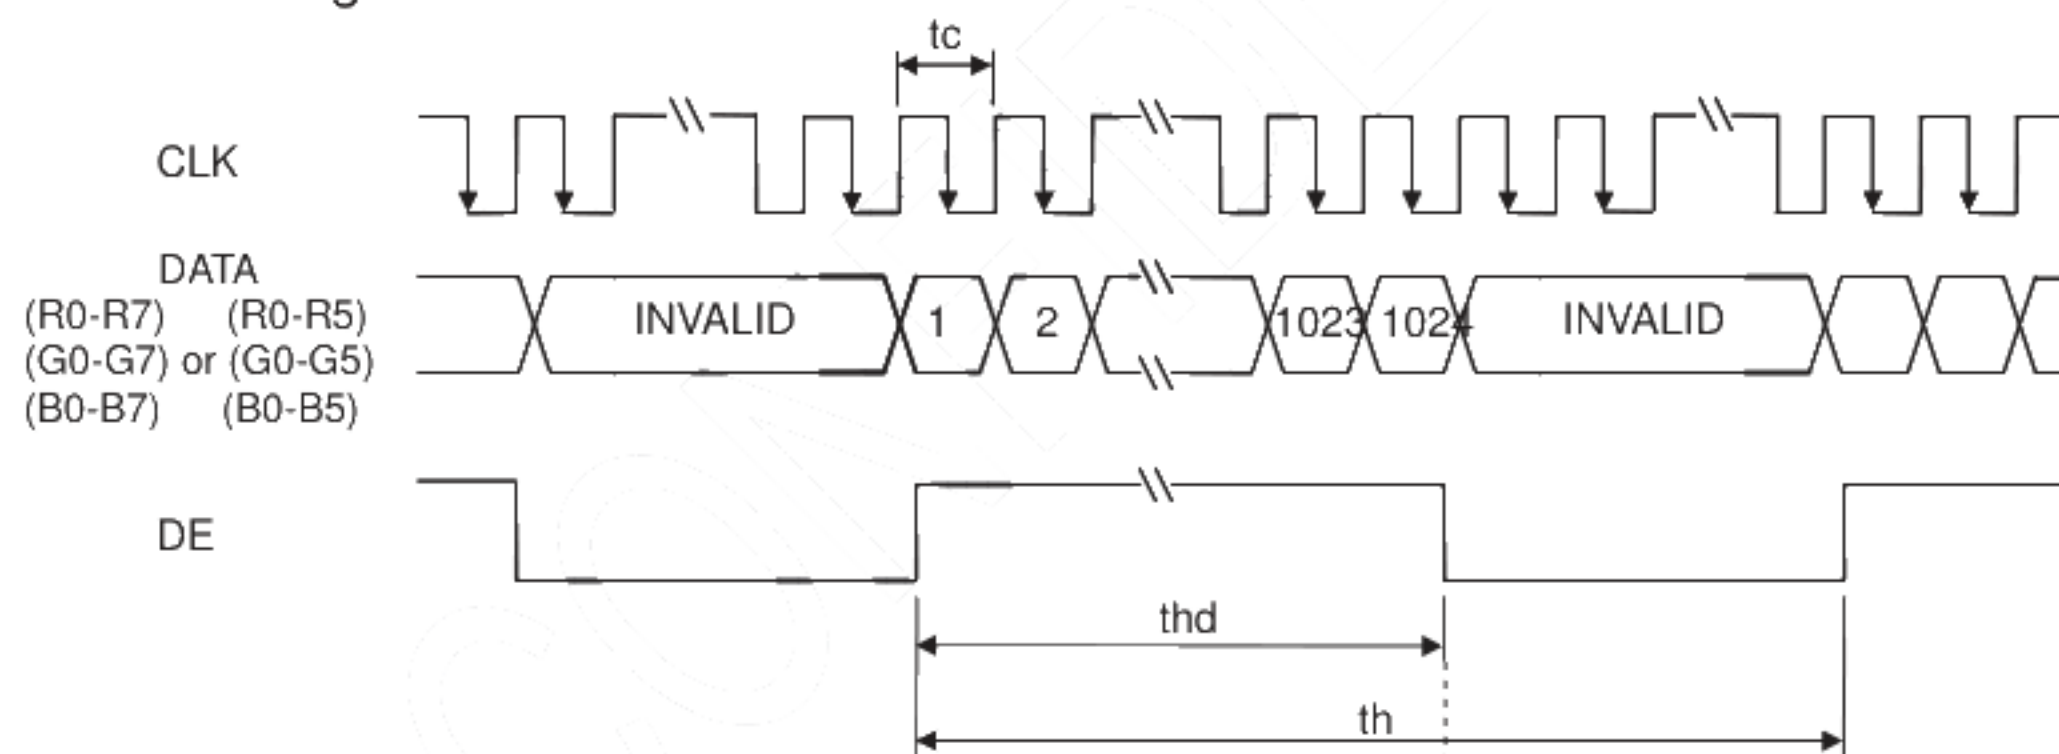 tc
CLK
DATA
(R0-R7) (R0-R5)
(G0-G7) or (G0-G5)
(B0-B7) (B0-B5)
INVALID 1 2 1023 1024 INVALID
DE
thd
th